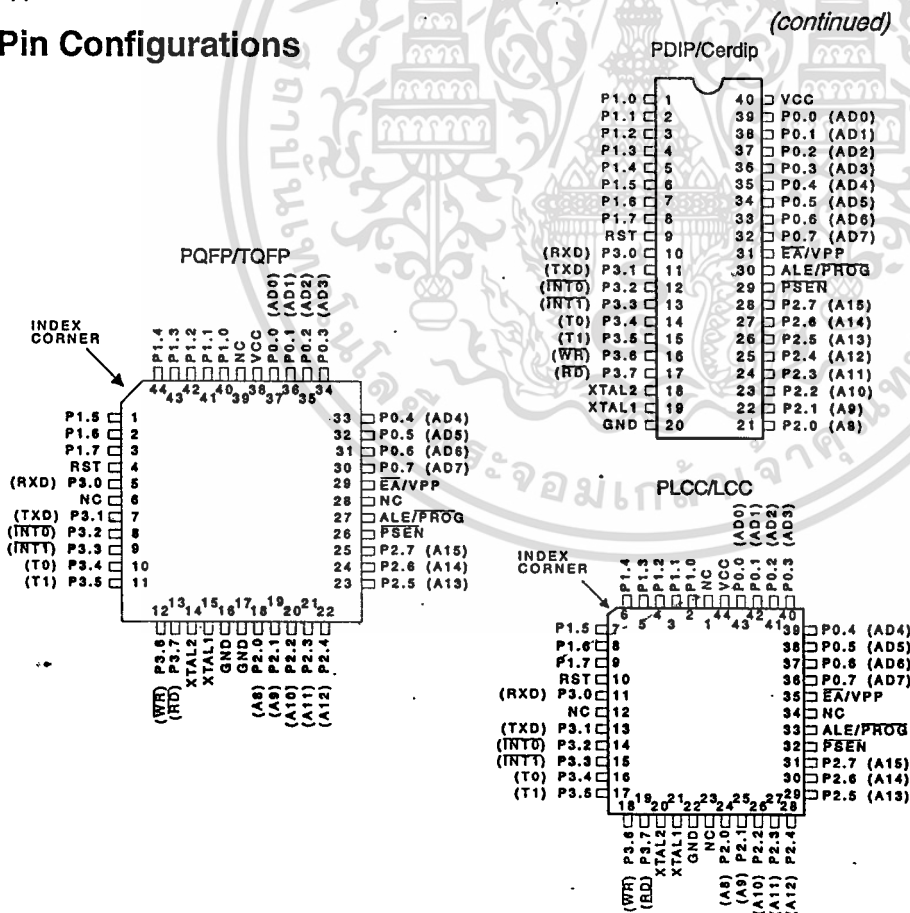 (continued)
Pin Configurations
PDIP/Cerdip
P1.0 1 40 VCC
P1.1 2 39 P0.0 (AD0)
P1.2 3 38 P0.1 (AD1)
P1.3 4 37 P0.2 (AD2)
P1.4 5 36 P0.3 (AD3)
P1.5 6 35 P0.4 (AD4)
P1.6 7 34 P0.5 (AD5)
P1.7 8 33 P0.6 (AD6)
RST 9 32 P0.7 (AD7)
(RXD) P3.0 10 31 EA/VPP
(TXD) P3.1 11 30 ALE/PROG
(INT0) P3.2 12 29 PSEN
(INT1) P3.3 13 28 P2.7 (A15)
(T0) P3.4 14 27 P2.6 (A14)
(T1) P3.5 15 26 P2.5 (A13)
(WR) P3.6 16 25 P2.4 (A12)
(RD) P3.7 17 24 P2.3 (A11)
XTAL2 18 23 P2.2 (A10)
XTAL1 19 22 P2.1 (A9)
GND 20 21 P2.0 (A8)
PQFP/TQFP
INDEX
CORNER
P1.4 P1.3 P1.2 P1.1 P1.0 NC VCC P0.0 (AD0) P0.1 (AD1) P0.2 (AD2) P0.3 (AD3)
44 43 42 41 40 39 38 37 36 35 34
P1.5 1 33 P0.4 (AD4)
P1.6 2 32 P0.5 (AD5)
P1.7 3 31 P0.6 (AD6)
RST 4 30 P0.7 (AD7)
(RXD) P3.0 5 29 EA/VPP
NC 6 28 NC
(TXD) P3.1 7 27 ALE/PROG
(INT0) P3.2 8 26 PSEN
(INT1) P3.3 9 25 P2.7 (A15)
(T0) P3.4 10 24 P2.6 (A14)
(T1) P3.5 11 23 P2.5 (A13)
12 13 14 15 16 17 18 19 20 21 22
(WR) P3.6 (RD) P3.7 XTAL2 XTAL1 GND GND (A8) P2.0 (A9) P2.1 (A10) P2.2 (A11) P2.3 (A12) P2.4
PLCC/LCC
INDEX
CORNER
P1.4 P1.3 P1.2 P1.1 P1.0 NC VCC P0.0 (AD0) P0.1 (AD1) P0.2 (AD2) P0.3 (AD3)
6 5 4 3 2 1 44 43 42 41 40
P1.5 7 39 P0.4 (AD4)
P1.6 8 38 P0.5 (AD5)
P1.7 9 37 P0.6 (AD6)
RST 10 36 P0.7 (AD7)
(RXD) P3.0 11 35 EA/VPP
NC 12 34 NC
(TXD) P3.1 13 33 ALE/PROG
(INT0) P3.2 14 32 PSEN
(INT1) P3.3 15 31 P2.7 (A15)
(T0) P3.4 16 30 P2.6 (A14)
(T1) P3.5 17 29 P2.5 (A13)
18 19 20 21 22 23 24 25 26 27 28
(WR) P3.6 (RD) P3.7 XTAL2 XTAL1 GND NC (A8) P2.0 (A9) P2.1 (A10) P2.2 (A11) P2.3 (A12) P2.4